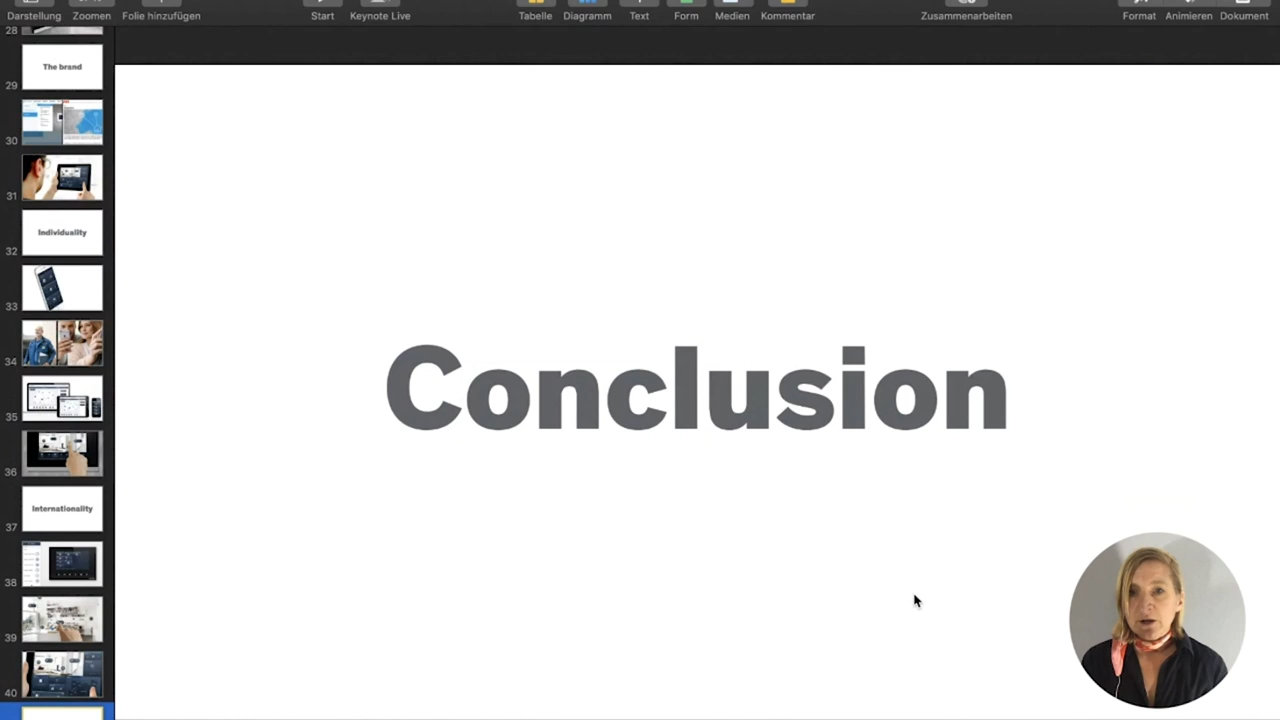 Darstellung Zoomen Folie hinzufügen Start Keynote Live Tabelle Diagramm Text Form Medien Kommentar Zusammenarbeiten Format Animieren Dokument
28
The brand
29
30
31
Individuality
32
33
34
35
36
Internationality
37
38
39
40
Conclusion